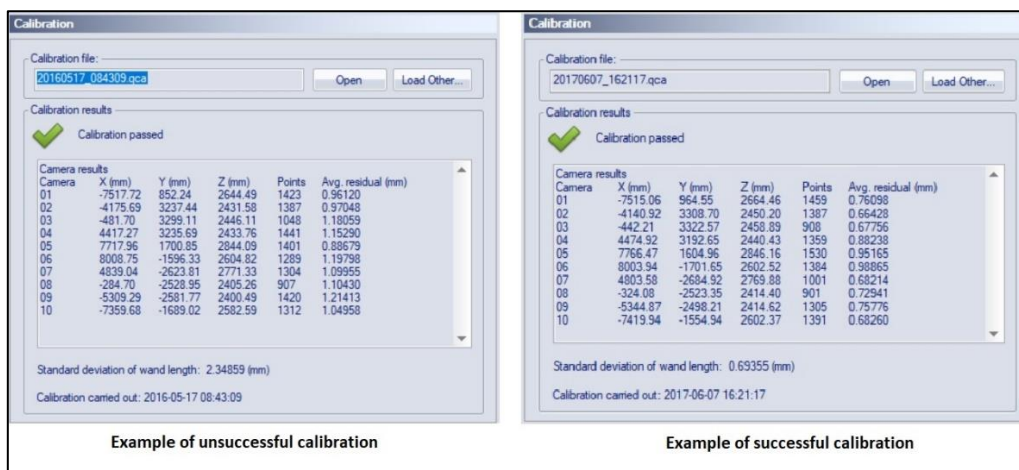 Calibration
Calibration file:
20160517_084309.qca Open Load Other...
Calibration results
Calibration passed
Camera results
Camera X (mm) Y (mm) Z (mm) Points Avg. residual (mm)
01 -7517.72 852.24 2644.49 1423 0.96120
02 -4175.69 3237.44 2431.58 1387 0.97048
03 -481.70 3299.11 2446.11 1048 1.18059
04 4417.27 3235.69 2433.76 1441 1.15290
05 7717.96 1700.85 2844.09 1401 0.88679
06 8008.75 -1596.33 2604.82 1289 1.19798
07 4839.04 -2623.81 2771.33 1304 1.09955
08 -284.70 -2528.95 2405.26 907 1.10430
09 -5309.29 -2581.77 2400.49 1420 1.21413
10 -7359.68 -1689.02 2582.59 1312 1.04958
Standard deviation of wand length: 2.34859 (mm)
Calibration carried out: 2016-05-17 08:43:09
Example of unsuccessful calibration
Calibration
Calibration file:
20170607_162117.qca Open Load Other...
Calibration results
Calibration passed
Camera results
Camera X (mm) Y (mm) Z (mm) Points Avg. residual (mm)
01 -7515.06 964.55 2664.46 1459 0.76098
02 -4140.92 3308.70 2450.20 1387 0.66428
03 -442.21 3322.57 2458.89 908 0.67756
04 4474.92 3192.65 2440.43 1359 0.88238
05 7766.47 1604.96 2846.16 1530 0.95165
06 8003.94 -1701.65 2602.52 1384 0.98865
07 4803.58 -2684.92 2769.88 1001 0.68214
08 -324.08 -2523.35 2414.40 901 0.72941
09 -5344.87 -2498.21 2414.62 1305 0.75776
10 -7419.94 -1554.94 2602.37 1391 0.68260
Standard deviation of wand length: 0.69355 (mm)
Calibration carried out: 2017-06-07 16:21:17
Example of successful calibration